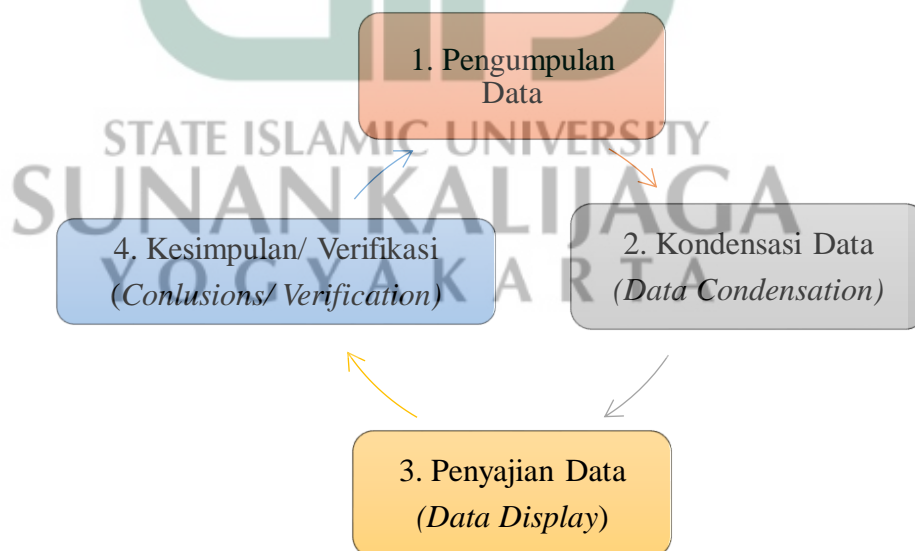 1. Pengumpulan
Data
STATE ISLAMIC UNIVERSITY
SUNAN KALIJAGA
YOGYAKARTA
2. Kondensasi Data
(Data Condensation)
3. Penyajian Data
(Data Display)
4. Kesimpulan/ Verifikasi
(Conlusions/ Verification)